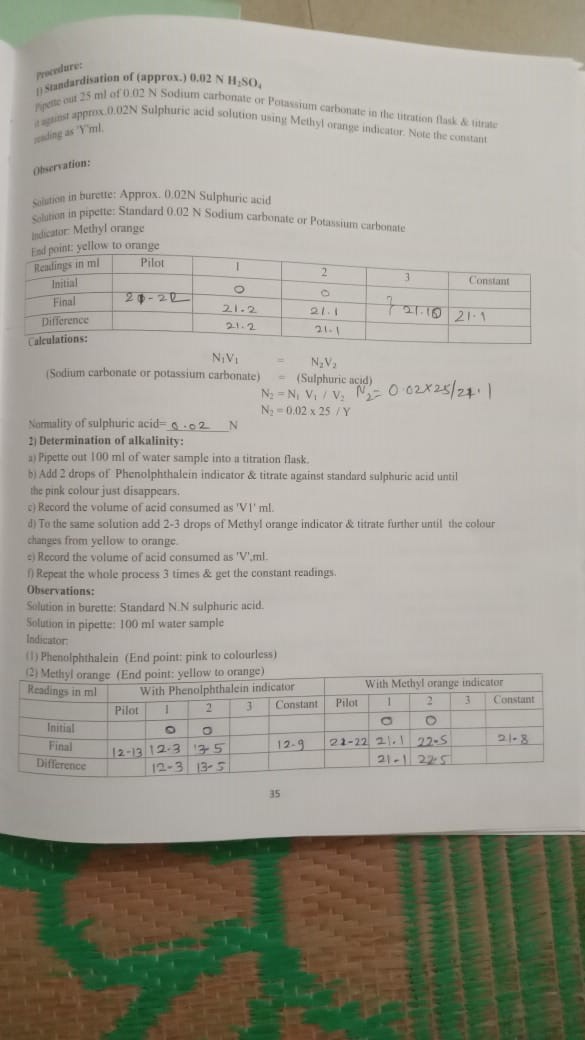 Procedure:
1) Standardisation of (approx.) 0.02 N H₂SO₄
Pipette out 25 ml of 0.02 N Sodium carbonate or Potassium carbonate in the titration flask & titrate
it against approx.0.02N Sulphuric acid solution using Methyl orange indicator. Note the constant
reading as 'Y'ml.
Observation:
Solution in burette: Approx. 0.02N Sulphuric acid
Solution in pipette: Standard 0.02 N Sodium carbonate or Potassium carbonate
Indicator: Methyl orange
End point: yellow to orange
Readings in ml Pilot 1 2 3 Constant
Initial 0 0
Final 20-22 21.2 21.1 21.10 21.1
Difference 21.2 21.1
Calculations:
N₁V₁ = N₂V₂
(Sodium carbonate or potassium carbonate) = (Sulphuric acid)
N₂ = N₁ V₁ / V₂ N₂= 0.02x25/21.1
N₂ = 0.02 x 25 / Y
Normality of sulphuric acid= 0.02 N
2) Determination of alkalinity:
a) Pipette out 100 ml of water sample into a titration flask.
b) Add 2 drops of Phenolphthalein indicator & titrate against standard sulphuric acid until
the pink colour just disappears.
c) Record the volume of acid consumed as 'V1' ml.
d) To the same solution add 2-3 drops of Methyl orange indicator & titrate further until the colour
changes from yellow to orange.
e) Record the volume of acid consumed as 'V',ml.
f) Repeat the whole process 3 times & get the constant readings.
Observations:
Solution in burette: Standard N.N sulphuric acid.
Solution in pipette: 100 ml water sample
Indicator:
(1) Phenolphthalein (End point: pink to colourless)
(2) Methyl orange (End point: yellow to orange)
Readings in ml With Phenolphthalein indicator With Methyl orange indicator
Pilot 1 2 3 Constant Pilot 1 2 3 Constant
Initial 0 0 0 0
Final 12-13 12.3 13.5 12.9 21-22 21.1 22.5 21.8
Difference 12.3 13.5 21.1 22.5
35